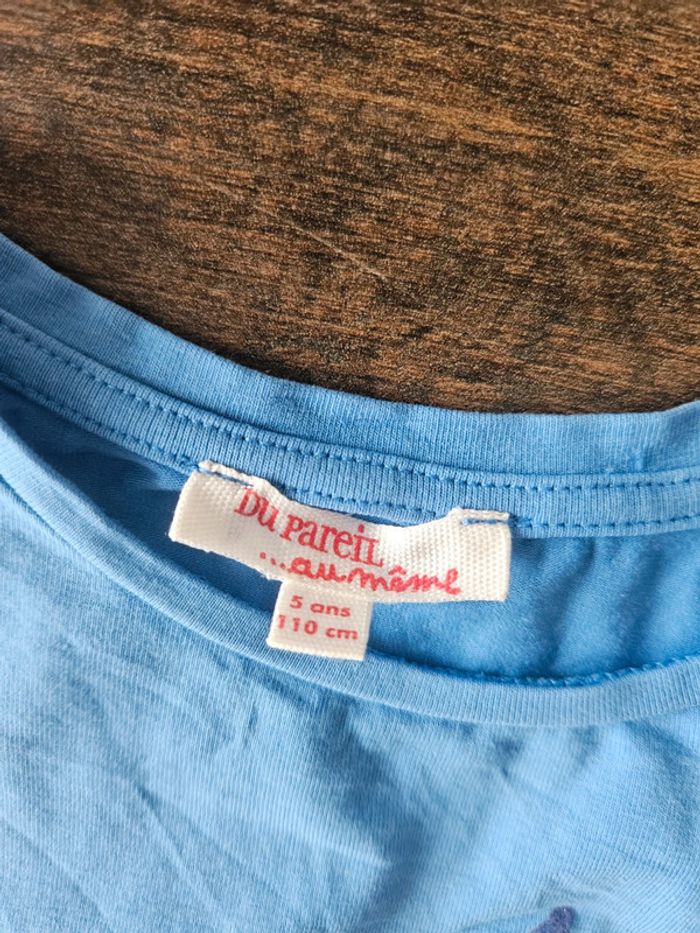 DU PAREIL
...au même
5 ans
110 cm